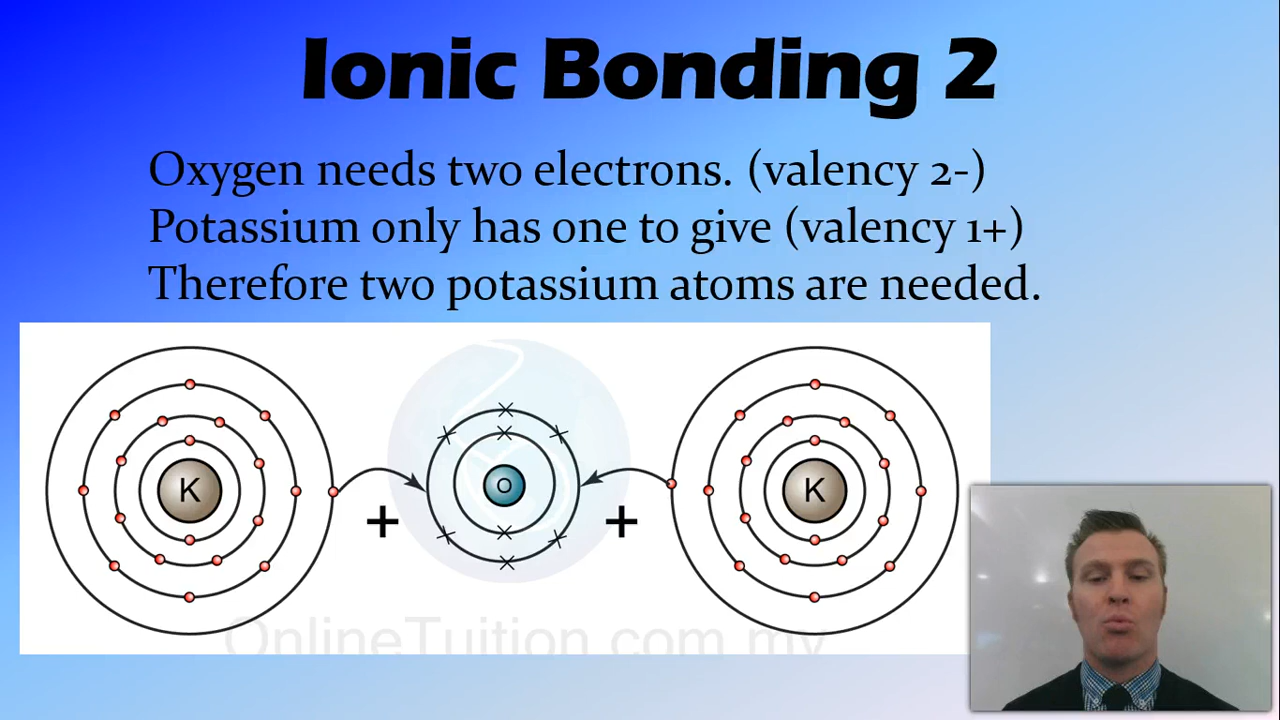 Ionic Bonding 2
Oxygen needs two electrons. (valency 2-)
Potassium only has one to give (valency 1+)
Therefore two potassium atoms are needed.
K
O
K
+
+
OnlineTuition.com.my